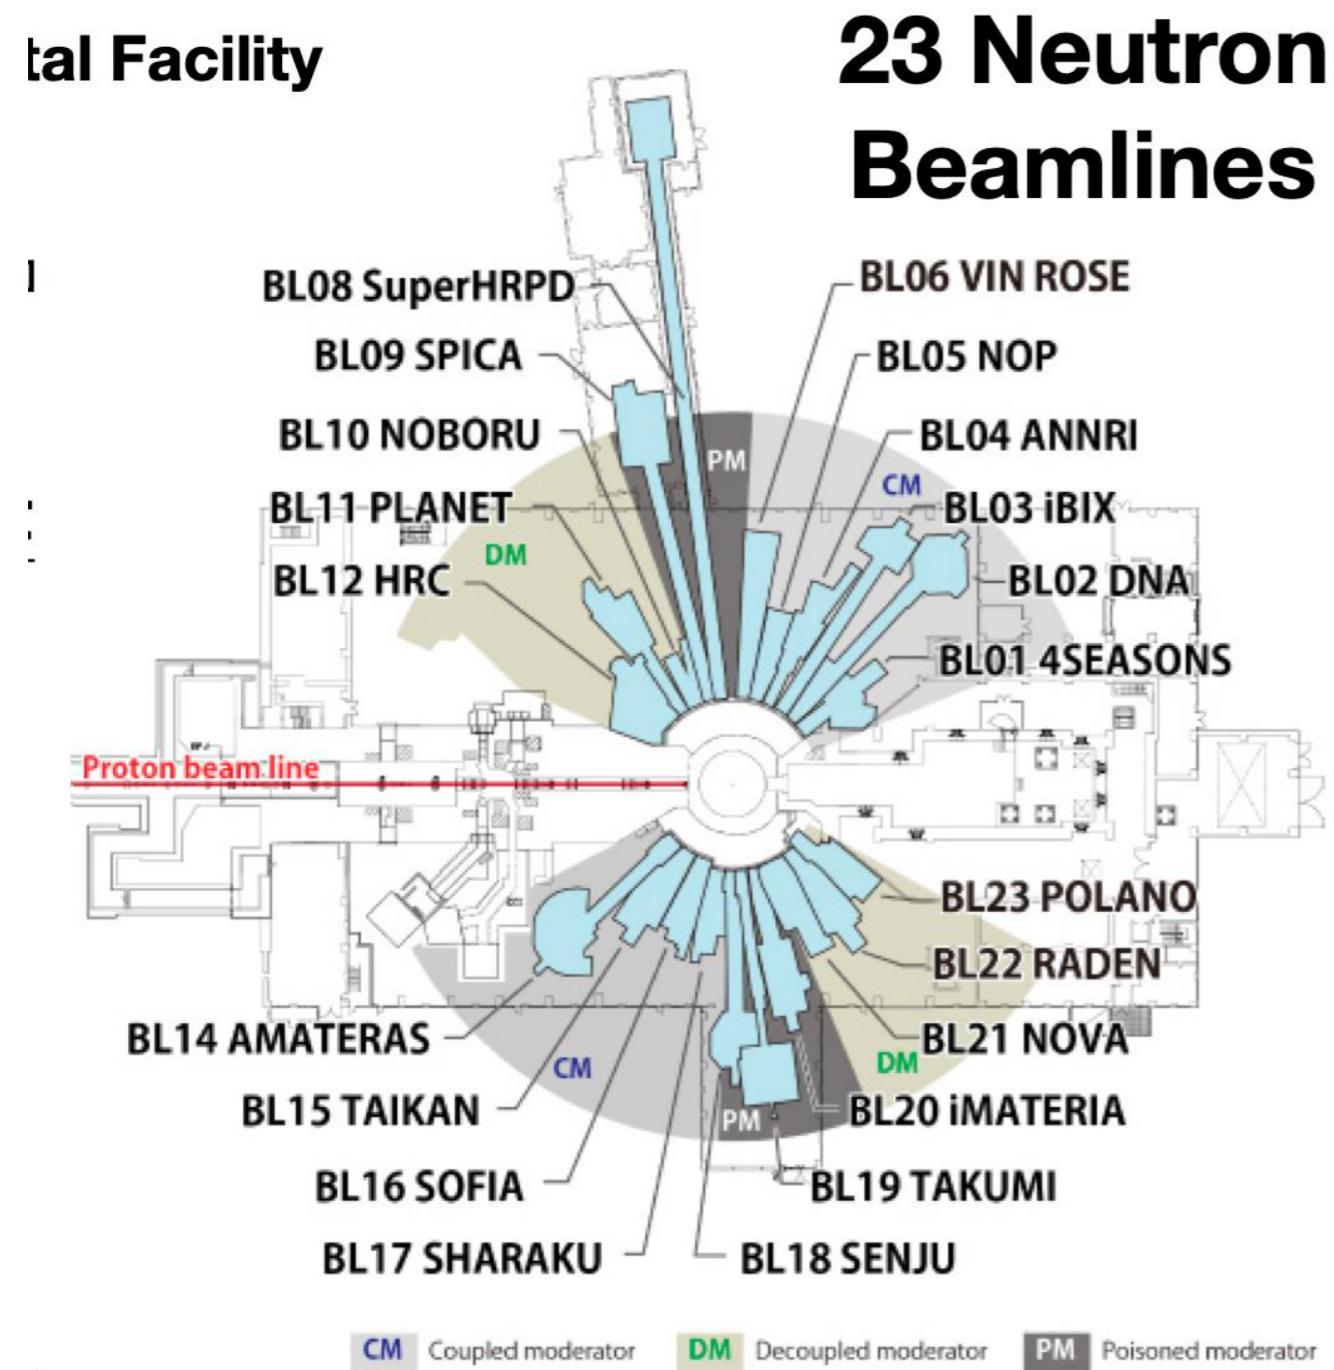 tal Facility
23 Neutron
Beamlines
BL08 SuperHRPD
BL06 VIN ROSE
BL09 SPICA
BL05 NOP
BL10 NOBORU
PM
BL04 ANNRI
CM
BL11 PLANET
BL03 iBIX
DM
BL12 HRC
BL02 DNA
BL01 4SEASONS
Proton beam line
BL23 POLANO
BL22 RADEN
BL14 AMATERAS
BL21 NOVA
CM
DM
BL15 TAIKAN
BL20 iMATERIA
PM
BL16 SOFIA
BL19 TAKUMI
BL17 SHARAKU
BL18 SENJU
CM Coupled moderator
DM Decoupled moderator
PM Poisoned moderator